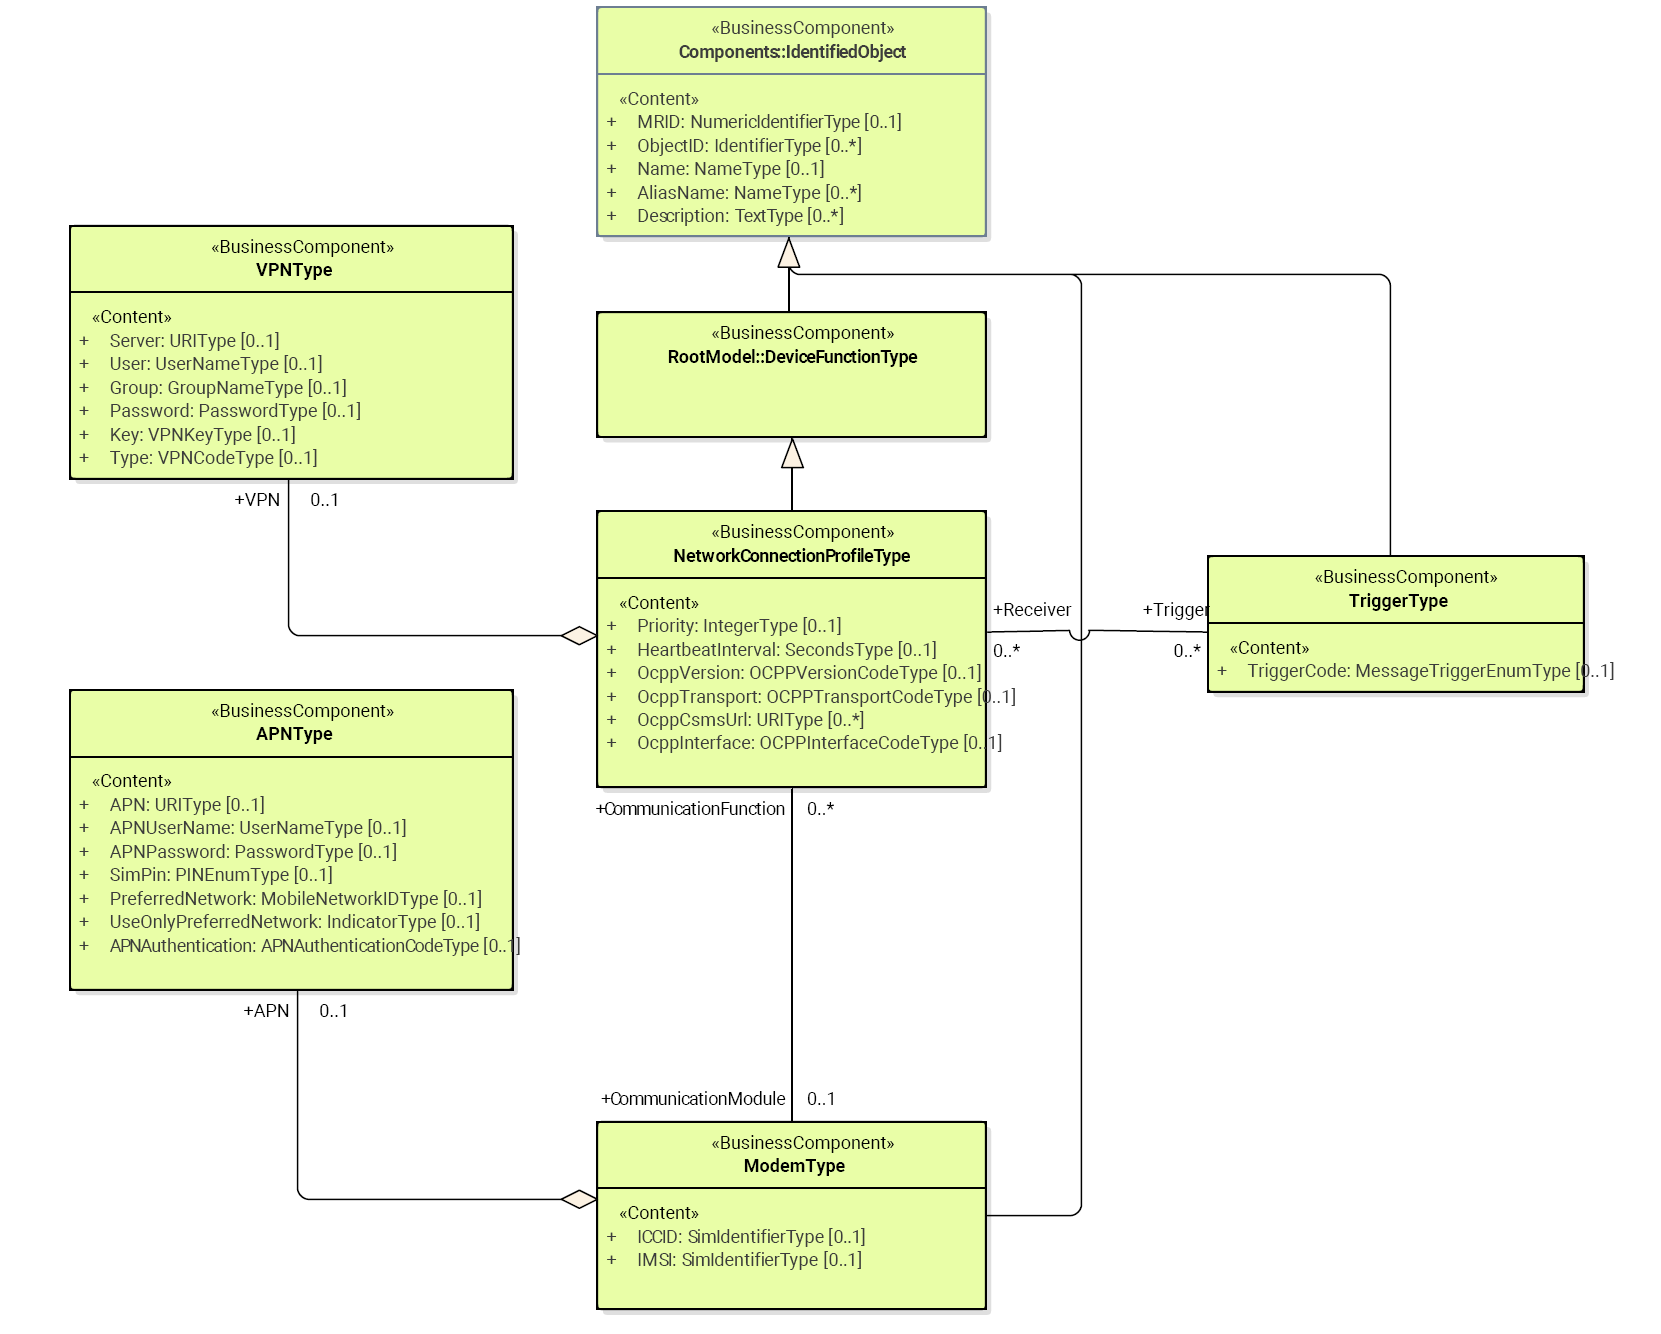 «BusinessComponent»
Components::IdentifiedObject
«Content»
+ MRID: NumericIdentifierType [0..1]
+ ObjectID: IdentifierType [0..*]
+ Name: NameType [0..1]
+ AliasName: NameType [0..*]
+ Description: TextType [0..*]
«BusinessComponent»
VPNType
«Content»
+ Server: URIType [0..1]
+ User: UserNameType [0..1]
+ Group: GroupNameType [0..1]
+ Password: PasswordType [0..1]
+ Key: VPNKeyType [0..1]
+ Type: VPNCodeType [0..1]
+VPN 0..1
«BusinessComponent»
RootModel::DeviceFunctionType
«BusinessComponent»
NetworkConnectionProfileType
«Content»
+ Priority: IntegerType [0..1]
+ HeartbeatInterval: SecondsType [0..1]
+ OcppVersion: OCPPVersionCodeType [0..1]
+ OcppTransport: OCPPTransportCodeType [0..1]
+ OcppCsmsUrl: URIType [0..*]
+ OcppInterface: OCPPInterfaceCodeType [0..1]
+Receiver +Trigger
0..* 0..*
«BusinessComponent»
TriggerType
«Content»
+ TriggerCode: MessageTriggerEnumType [0..1]
«BusinessComponent»
APNType
«Content»
+ APN: URIType [0..1]
+ APNUserName: UserNameType [0..1]
+ APNPassword: PasswordType [0..1]
+ SimPin: PINEnumType [0..1]
+ PreferredNetwork: MobileNetworkIDType [0..1]
+ UseOnlyPreferredNetwork: IndicatorType [0..1]
+ APNAuthentication: APNAuthenticationCodeType [0..1]
+APN 0..1
+CommunicationFunction 0..*
+CommunicationModule 0..1
«BusinessComponent»
ModemType
«Content»
+ ICCID: SimIdentifierType [0..1]
+ IMSI: SimIdentifierType [0..1]